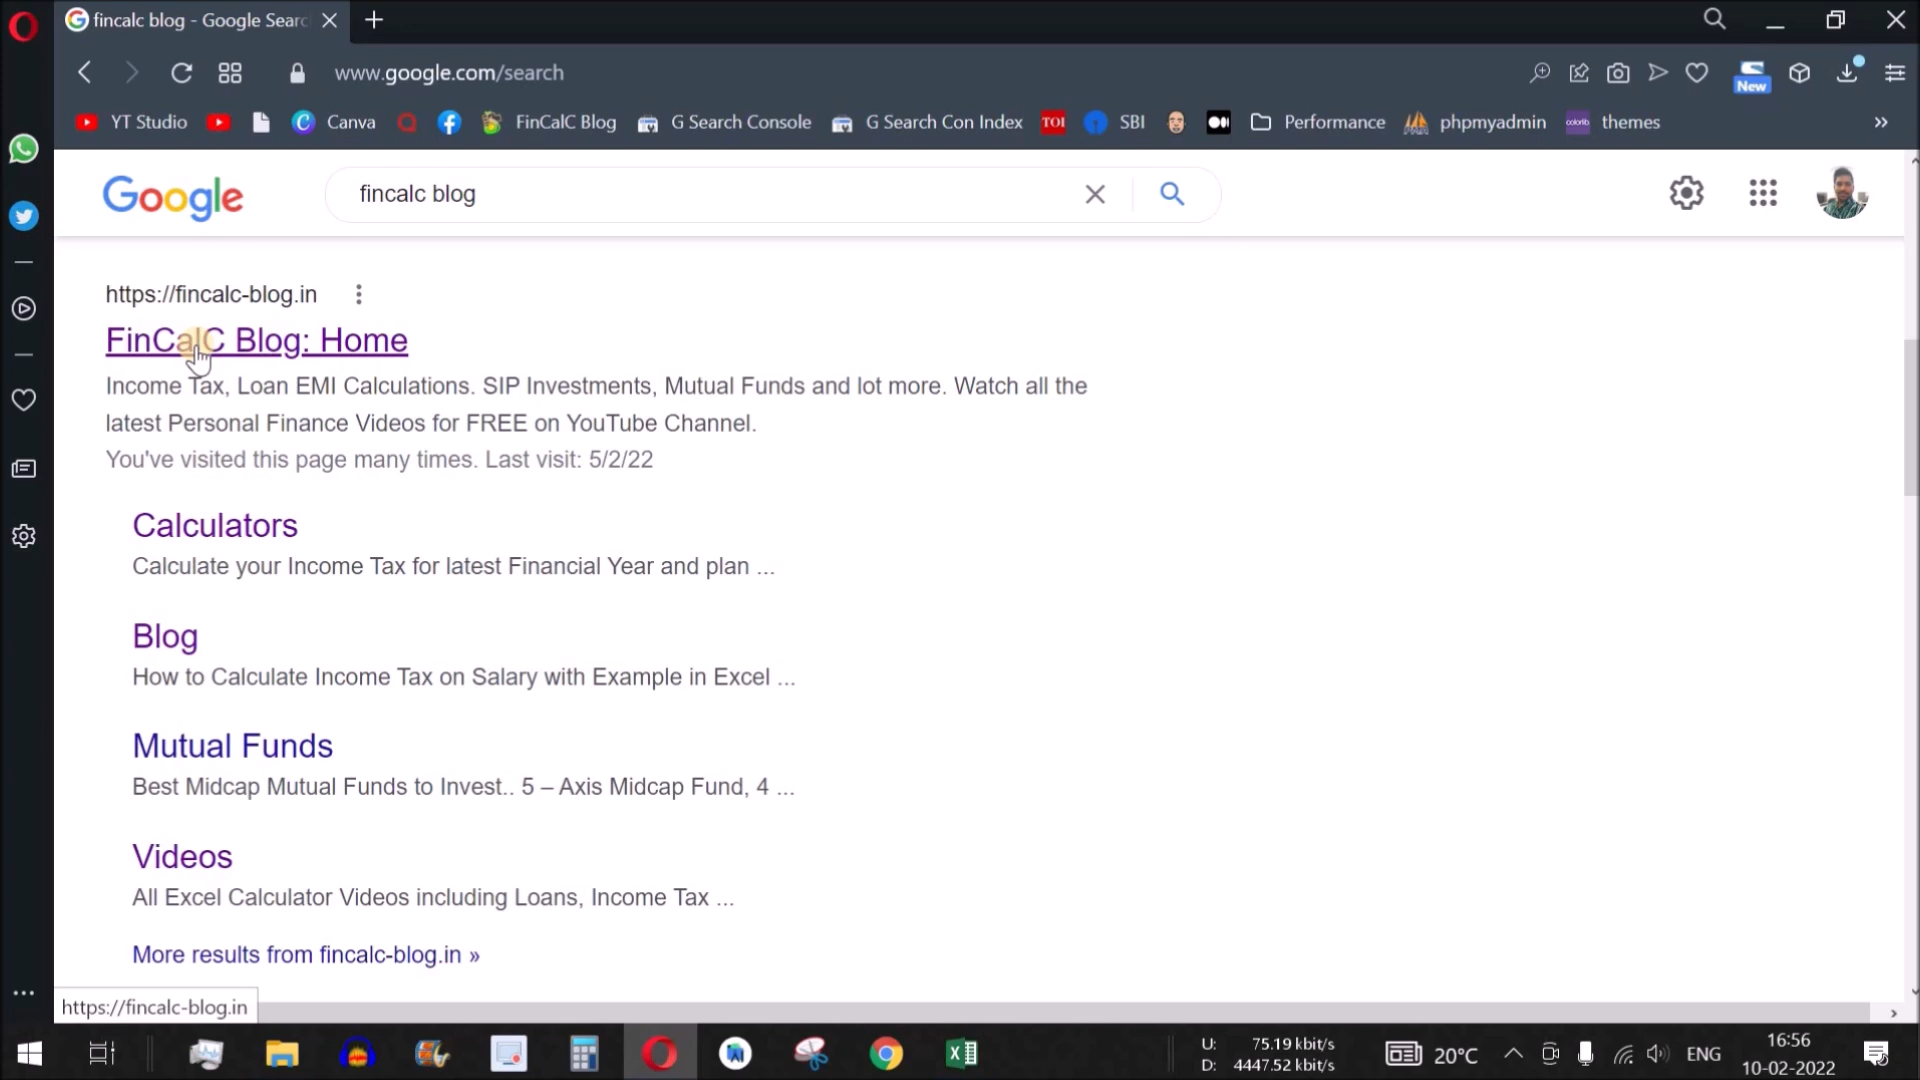 fincalc blog - Google Searc
www.google.com/search
New
YT Studio
Canva
FinCalC Blog
G Search Console
G Search Con Index
TOI
SBI
Performance
phpmyadmin
colorlib
themes
Google
fincalc blog
https://fincalc-blog.in
FinCalC Blog: Home
Income Tax, Loan EMI Calculations. SIP Investments, Mutual Funds and lot more. Watch all the
latest Personal Finance Videos for FREE on YouTube Channel.
You've visited this page many times. Last visit: 5/2/22
Calculators
Calculate your Income Tax for latest Financial Year and plan ...
Blog
How to Calculate Income Tax on Salary with Example in Excel ...
Mutual Funds
Best Midcap Mutual Funds to Invest.. 5 – Axis Midcap Fund, 4 ...
Videos
All Excel Calculator Videos including Loans, Income Tax ...
More results from fincalc-blog.in »
https://fincalc-blog.in
U: 75.19 kbit/s
D: 4447.52 kbit/s
20°C
ENG
16:56
10-02-2022